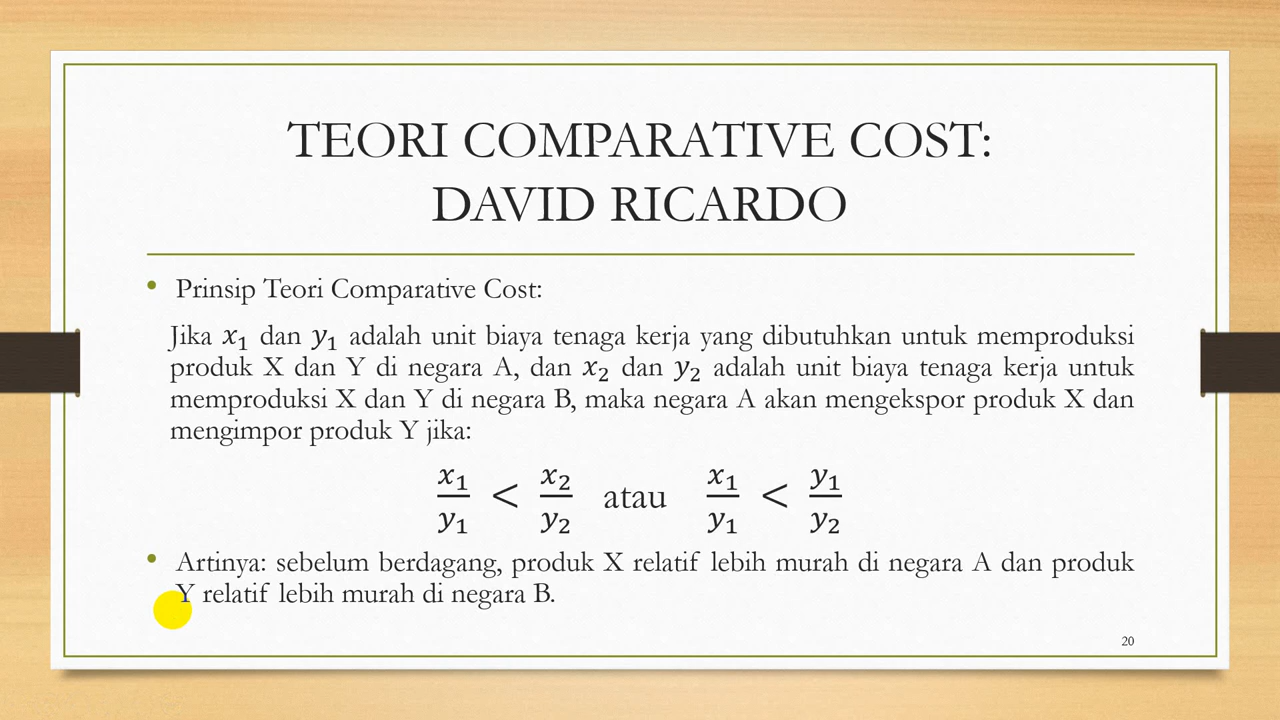 TEORI COMPARATIVE COST:
DAVID RICARDO
• Prinsip Teori Comparative Cost:
Jika x₁ dan y₁ adalah unit biaya tenaga kerja yang dibutuhkan untuk memproduksi
produk X dan Y di negara A, dan x₂ dan y₂ adalah unit biaya tenaga kerja untuk
memproduksi X dan Y di negara B, maka negara A akan mengekspor produk X dan
mengimpor produk Y jika:
x₁/y₁ < x₂/y₂ atau x₁/y₁ < y₁/y₂
• Artinya: sebelum berdagang, produk X relatif lebih murah di negara A dan produk
Y relatif lebih murah di negara B.
20